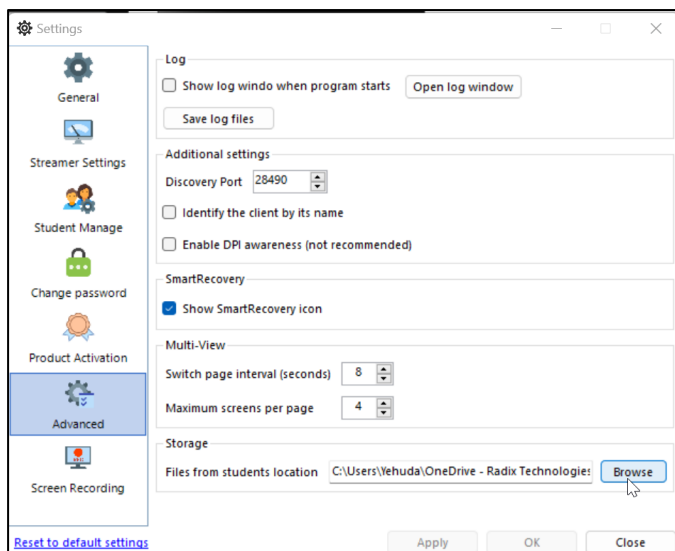 Settings
General
Streamer Settings
Student Manage
Change password
Product Activation
Advanced
Screen Recording
Log
Show log windo when program starts
Open log window
Save log files
Additional settings
Discovery Port 28490
Identify the client by its name
Enable DPI awareness (not recommended)
SmartRecovery
Show SmartRecovery icon
Multi-View
Switch page interval (seconds) 8
Maximum screens per page 4
Storage
Files from students location C:\Users\Yehuda\OneDrive - Radix Technologies Browse
Reset to default settings
Apply OK Close